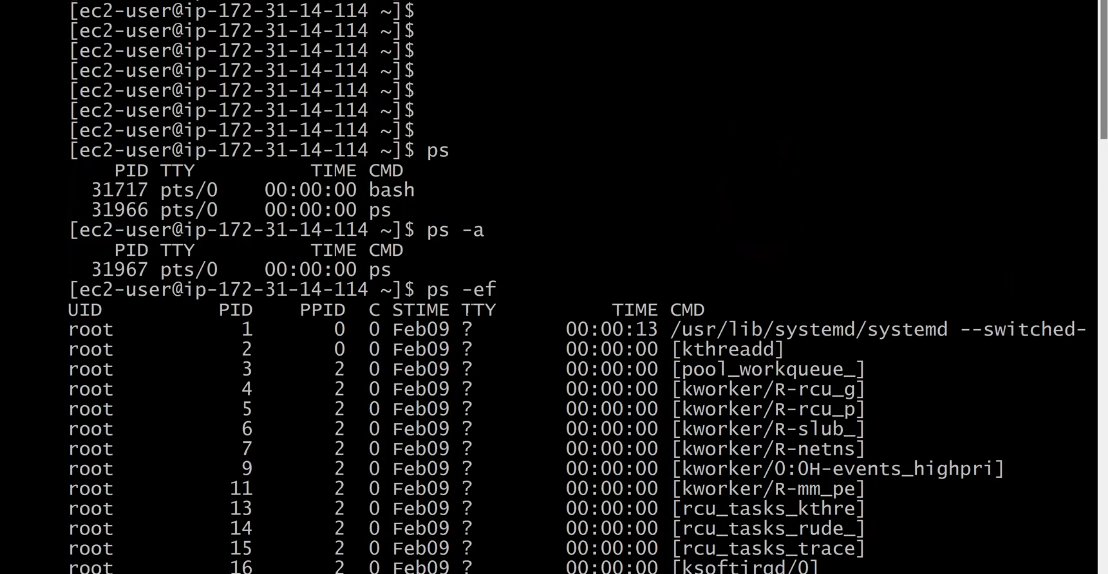 [ec2-user@ip-172-31-14-114 ~]$
[ec2-user@ip-172-31-14-114 ~]$
[ec2-user@ip-172-31-14-114 ~]$
[ec2-user@ip-172-31-14-114 ~]$
[ec2-user@ip-172-31-14-114 ~]$
[ec2-user@ip-172-31-14-114 ~]$
[ec2-user@ip-172-31-14-114 ~]$
[ec2-user@ip-172-31-14-114 ~]$ ps
    PID TTY          TIME CMD
  31717 pts/0    00:00:00 bash
  31966 pts/0    00:00:00 ps
[ec2-user@ip-172-31-14-114 ~]$ ps -a
    PID TTY          TIME CMD
  31967 pts/0    00:00:00 ps
[ec2-user@ip-172-31-14-114 ~]$ ps -ef
UID          PID    PPID  C STIME TTY          TIME CMD
root           1       0  0 Feb09 ?        00:00:13 /usr/lib/systemd/systemd --switched-
root           2       0  0 Feb09 ?        00:00:00 [kthreadd]
root           3       2  0 Feb09 ?        00:00:00 [pool_workqueue_]
root           4       2  0 Feb09 ?        00:00:00 [kworker/R-rcu_g]
root           5       2  0 Feb09 ?        00:00:00 [kworker/R-rcu_p]
root           6       2  0 Feb09 ?        00:00:00 [kworker/R-slub_]
root           7       2  0 Feb09 ?        00:00:00 [kworker/R-netns]
root           9       2  0 Feb09 ?        00:00:00 [kworker/0:0H-events_highpri]
root          11       2  0 Feb09 ?        00:00:00 [kworker/R-mm_pe]
root          13       2  0 Feb09 ?        00:00:00 [rcu_tasks_kthre]
root          14       2  0 Feb09 ?        00:00:00 [rcu_tasks_rude_]
root          15       2  0 Feb09 ?        00:00:00 [rcu_tasks_trace]
root          16       2  0 Feb09 ?        00:00:00 [ksoftirqd/0]